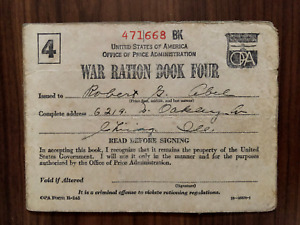 471668 BK
4
UNITED STATES OF AMERICA
OFFICE OF PRICE ADMINISTRATION
OPA
WAR RATION BOOK FOUR
Issued to Robert G. Abel
(Print first, middle, and last names)
Complete address 6219 S. Oakley Av
Chicago Ill.
READ BEFORE SIGNING
In accepting this book, I recognize that it remains the property of the United
States Government. I will use it only in the manner and for the purposes
authorized by the Office of Price Administration.
Void if Altered
(Signature)
It is a criminal offense to violate rationing regulations.
OPA Form R-145